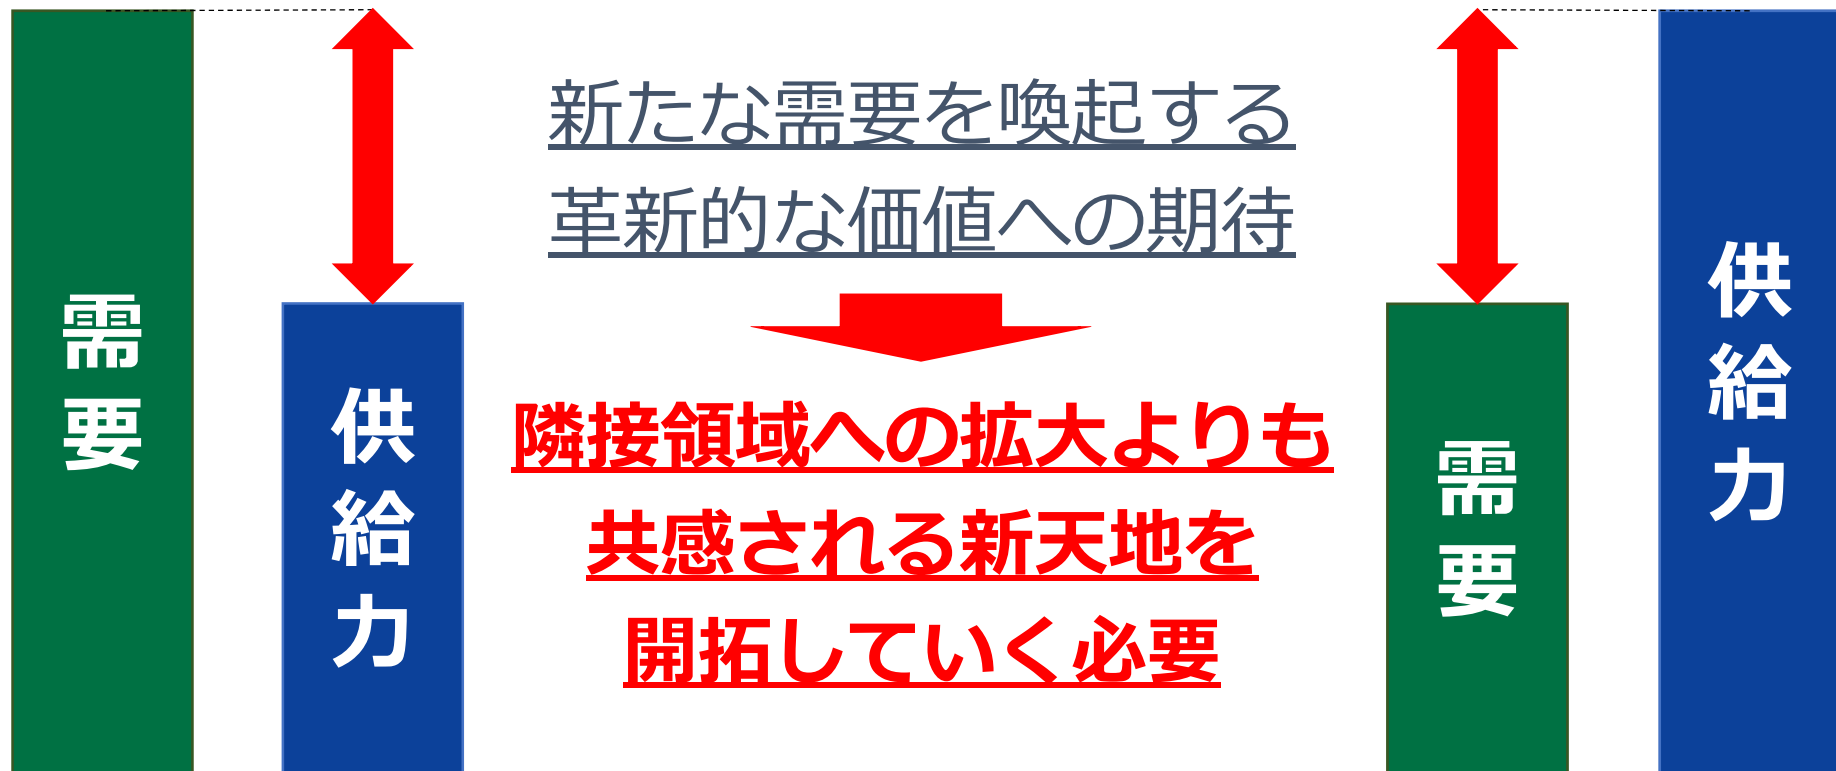 需要
供給力
新たな需要を喚起する
革新的な価値への期待
隣接領域への拡大よりも
共感される新天地を
開拓していく必要
需要
供給力